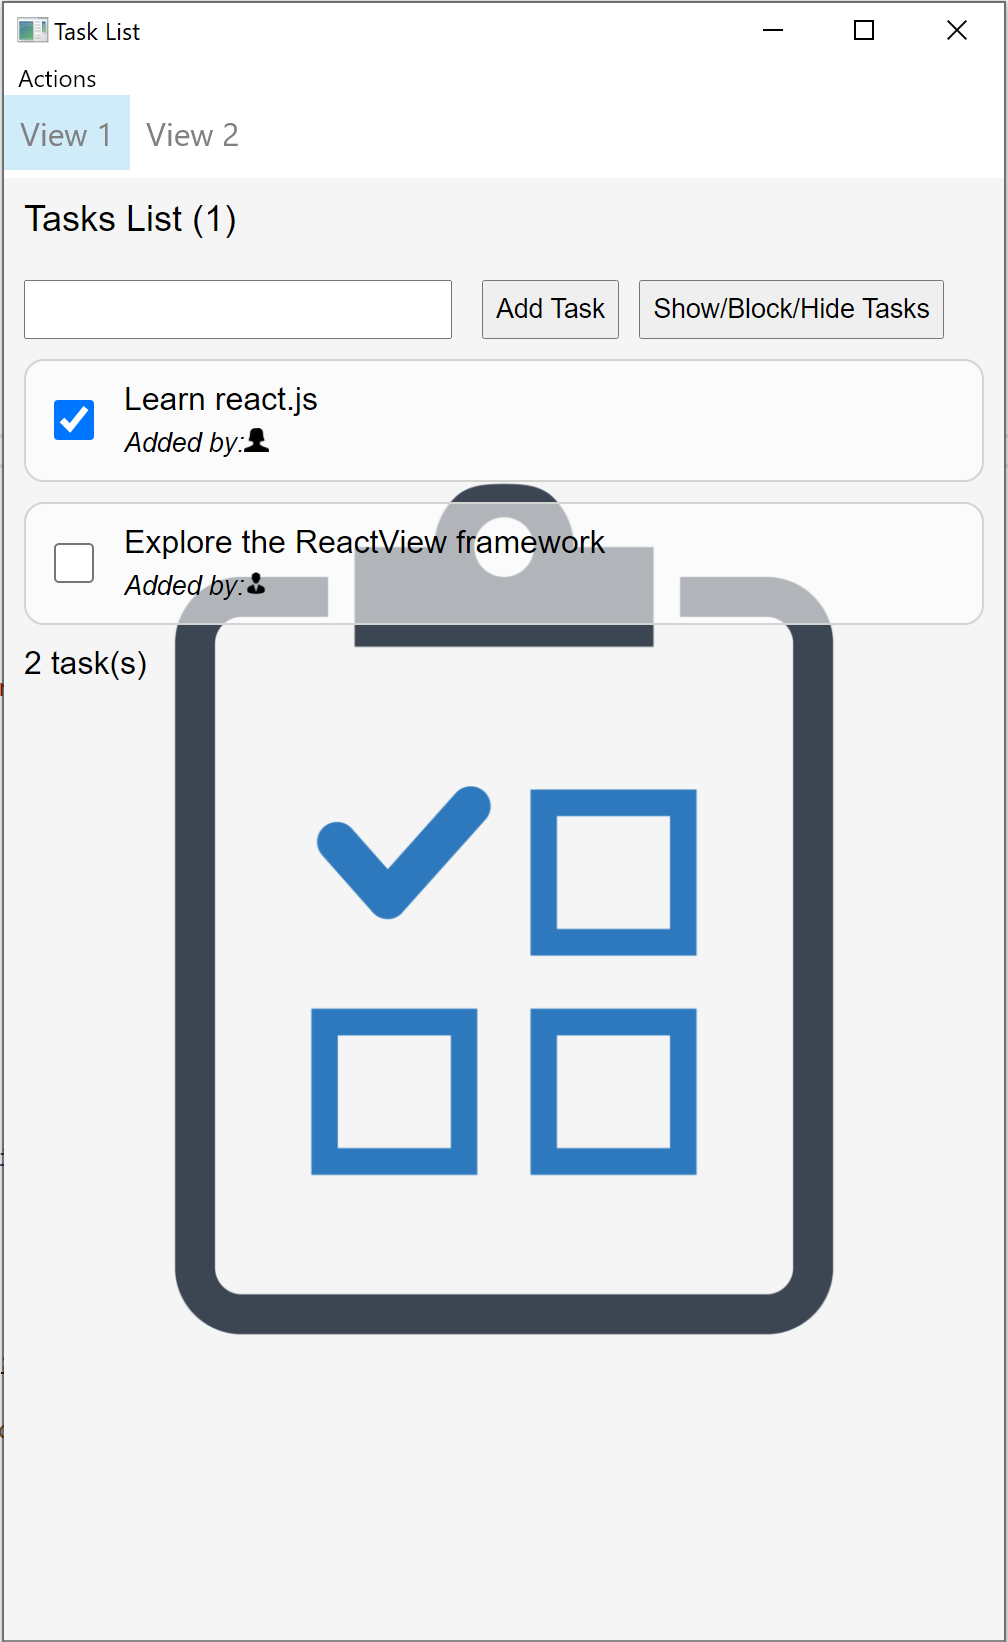 Task List
Actions
View 1 View 2
Tasks List (1)
Add Task Show/Block/Hide Tasks
Learn react.js
Added by:
Explore the ReactView framework
Added by:
2 task(s)